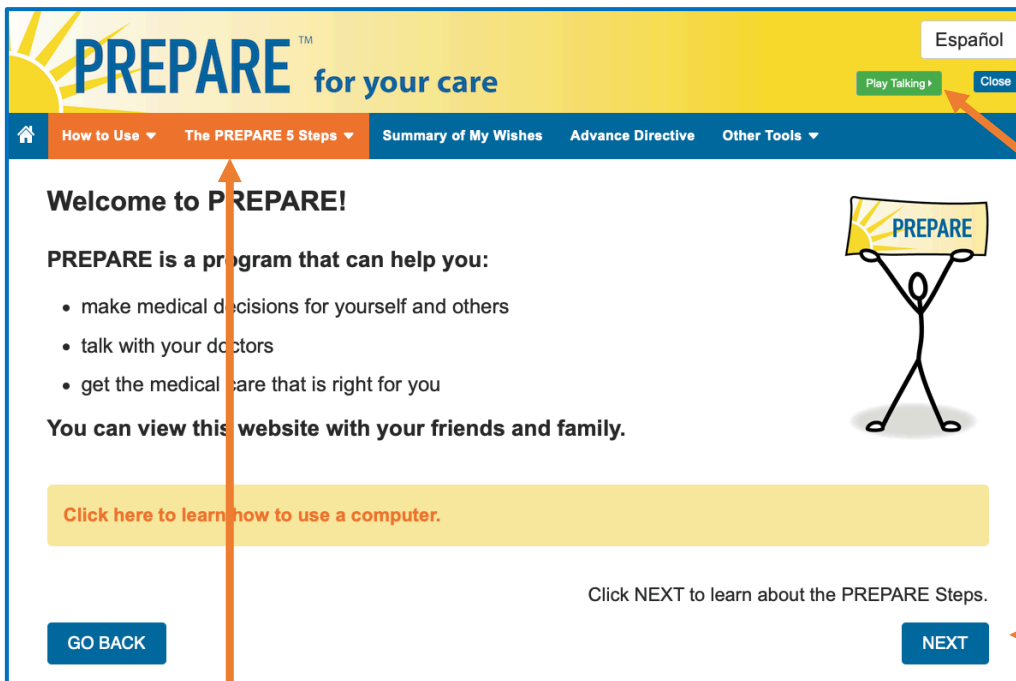 PREPARE™ for your care
Español
Play Talking
Close
How to Use The PREPARE 5 Steps Summary of My Wishes Advance Directive Other Tools
Welcome to PREPARE!
PREPARE is a program that can help you:
• make medical decisions for yourself and others
• talk with your doctors
• get the medical care that is right for you
You can view this website with your friends and family.
PREPARE
Click here to learn how to use a computer.
Click NEXT to learn about the PREPARE Steps.
GO BACK
NEXT